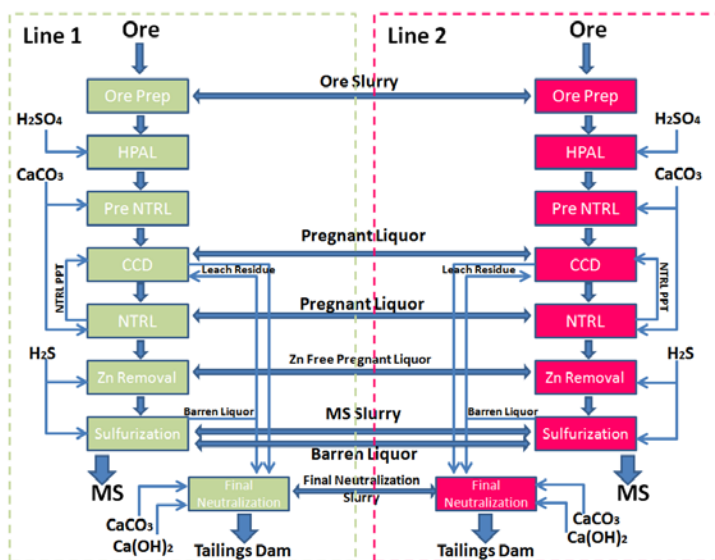 Line 1
Ore
Line 2
Ore
Ore Prep
Ore Slurry
Ore Prep
H₂SO₄
HPAL
H₂SO₄
HPAL
CaCO₃
Pre NTRL
CaCO₃
Pre NTRL
Pregnant Liquor
CCD
Leach Residue
Leach Residue
CCD
NTRL PPT
NTRL PPT
NTRL
Pregnant Liquor
NTRL
H₂S
Zn Removal
Zn Free Pregnant Liquor
Zn Removal
H₂S
Sulfurization
Barren Liquor
MS Slurry
Barren Liquor
Sulfurization
Barren Liquor
MS
MS
Final
Neutralization
Final Neutralization
Slurry
Final
Neutralization
CaCO₃
Ca(OH)₂
CaCO₃
Ca(OH)₂
Tailings Dam
Tailings Dam